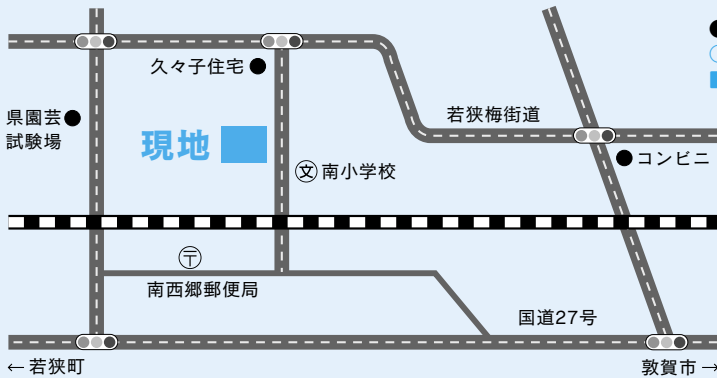 久々子住宅
県園芸
試験場
若狭梅街道
現地
文 南小学校
コンビニ
〒
南西郷郵便局
国道27号
← 若狭町
敦賀市 →